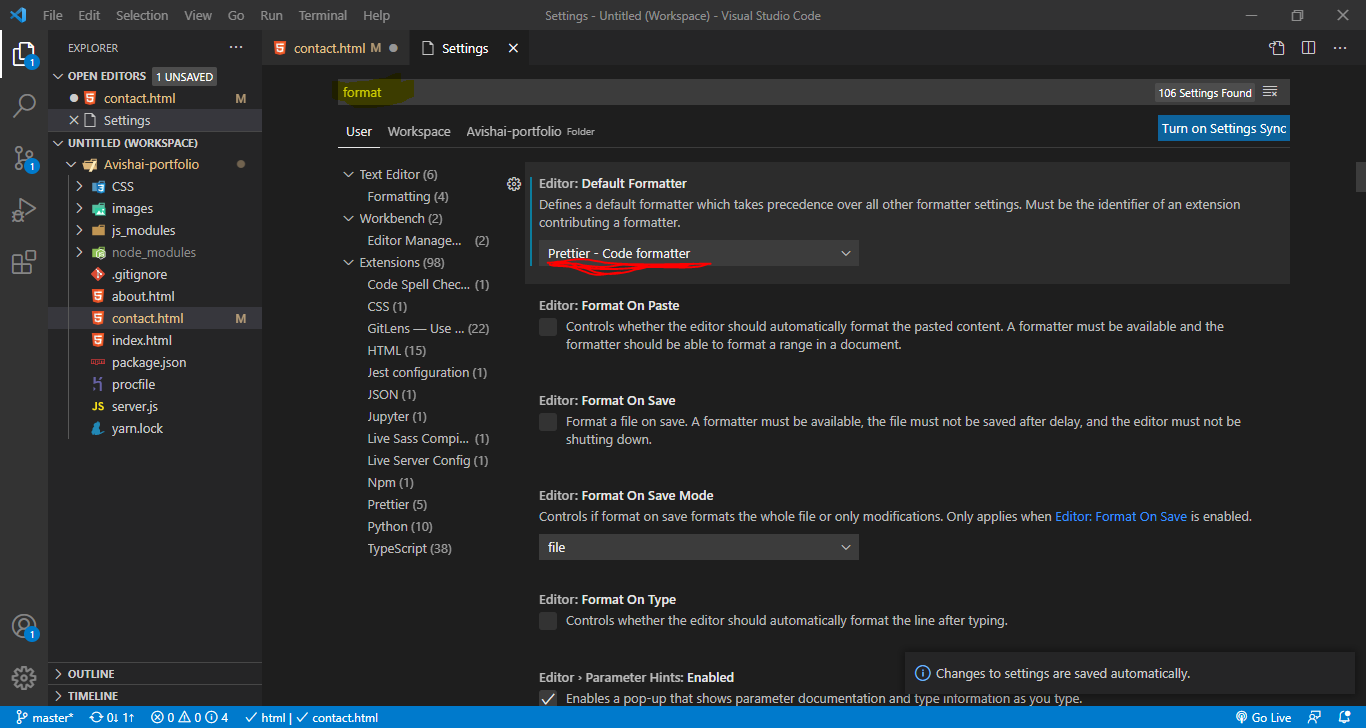 File Edit Selection View Go Run Terminal Help
Settings - Untitled (Workspace) - Visual Studio Code
EXPLORER
OPEN EDITORS 1 UNSAVED
contact.html M
Settings
UNTITLED (WORKSPACE)
Avishai-portfolio
CSS
images
js_modules
node_modules
.gitignore
about.html
contact.html M
index.html
package.json
procfile
JS server.js
yarn.lock
OUTLINE
TIMELINE
1
1
1
contact.html M
Settings
format
106 Settings Found
User Workspace Avishai-portfolio Folder
Turn on Settings Sync
Text Editor (6)
Formatting (4)
Workbench (2)
Editor Manage... (2)
Extensions (98)
Code Spell Chec... (1)
CSS (1)
GitLens — Use ... (22)
HTML (15)
Jest configuration (1)
JSON (1)
Jupyter (1)
Live Sass Compi... (1)
Live Server Config (1)
Npm (1)
Prettier (5)
Python (10)
TypeScript (38)
Editor: Default Formatter
Defines a default formatter which takes precedence over all other formatter settings. Must be the identifier of an extension
contributing a formatter.
Prettier - Code formatter
Editor: Format On Paste
Controls whether the editor should automatically format the pasted content. A formatter must be available and the
formatter should be able to format a range in a document.
Editor: Format On Save
Format a file on save. A formatter must be available, the file must not be saved after delay, and the editor must not be
shutting down.
Editor: Format On Save Mode
Controls if format on save formats the whole file or only modifications. Only applies when Editor: Format On Save is enabled.
file
Editor: Format On Type
Controls whether the editor should automatically format the line after typing.
Editor › Parameter Hints: Enabled
Enables a pop-up that shows parameter documentation and type information as you type.
Changes to settings are saved automatically.
master* 0↓ 1↑ 0 0 4 html | contact.html
Go Live